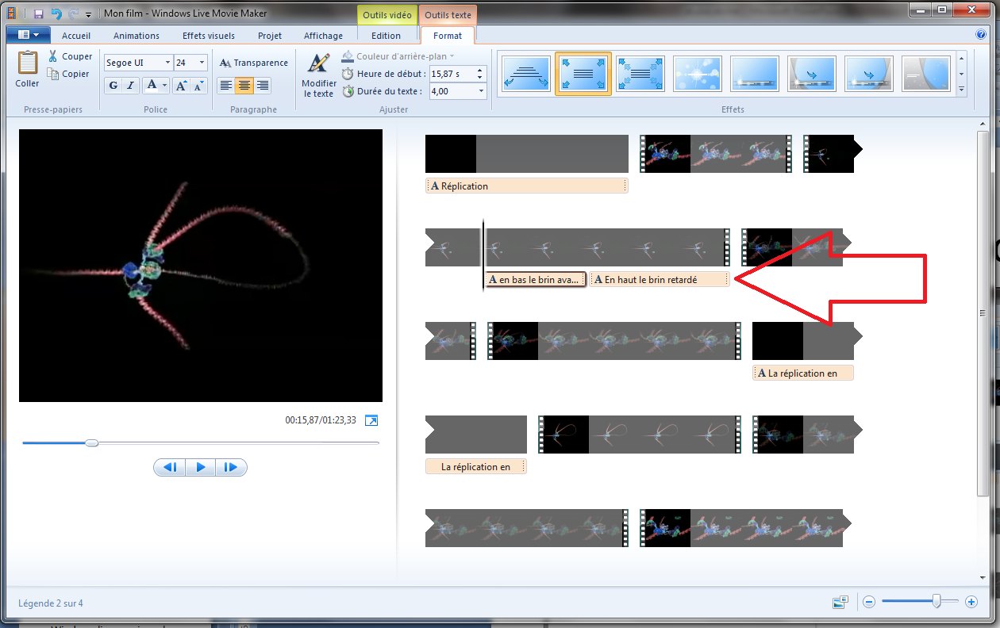 Mon film - Windows Live Movie Maker
Outils vidéo
Outils texte
Accueil
Animations
Effets visuels
Projet
Affichage
Edition
Format
Coller
Couper
Copier
Presse-papiers
Segoe UI
24
G I A A A
Police
AA Transparence
Paragraphe
Modifier
le texte
Couleur d'arrière-plan
Heure de début : 15,87 s
Durée du texte : 4,00
Ajuster
Effets
A Réplication
A en bas le brin ava...
A En haut le brin retardé
A La réplication en
La réplication en
00:15,87/01:23,33
Légende 2 sur 4